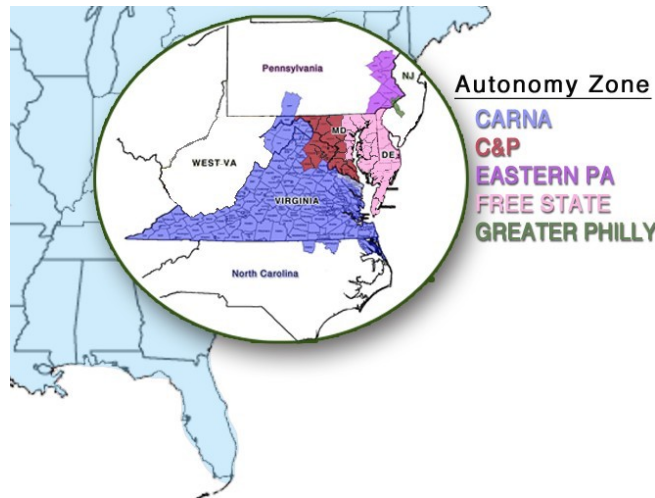 Pennsylvania
NJ
MD
WEST VA
DE
VIRGINIA
North Carolina
Autonomy Zone
CARNA
C&P
EASTERN PA
FREE STATE
GREATER PHILLY